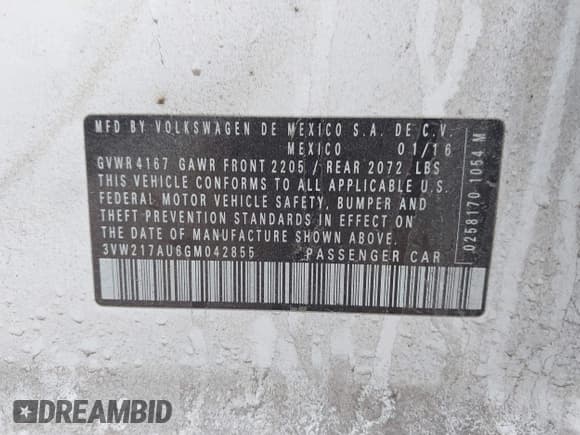 MFD BY VOLKSWAGEN DE MEXICO S.A. DE C.V.
MEXICO 01/16
GVWR 4167 GAWR FRONT 2205 / REAR 2072 LBS
THIS VEHICLE CONFORMS TO ALL APPLICABLE U.S.
FEDERAL MOTOR VEHICLE SAFETY, BUMPER AND
THEFT PREVENTION STANDARDS IN EFFECT ON
THE DATE OF MANUFACTURE SHOWN ABOVE.
3VW217AU6GM042855 PASSENGER CAR
0258170 1054 M
DREAMBID